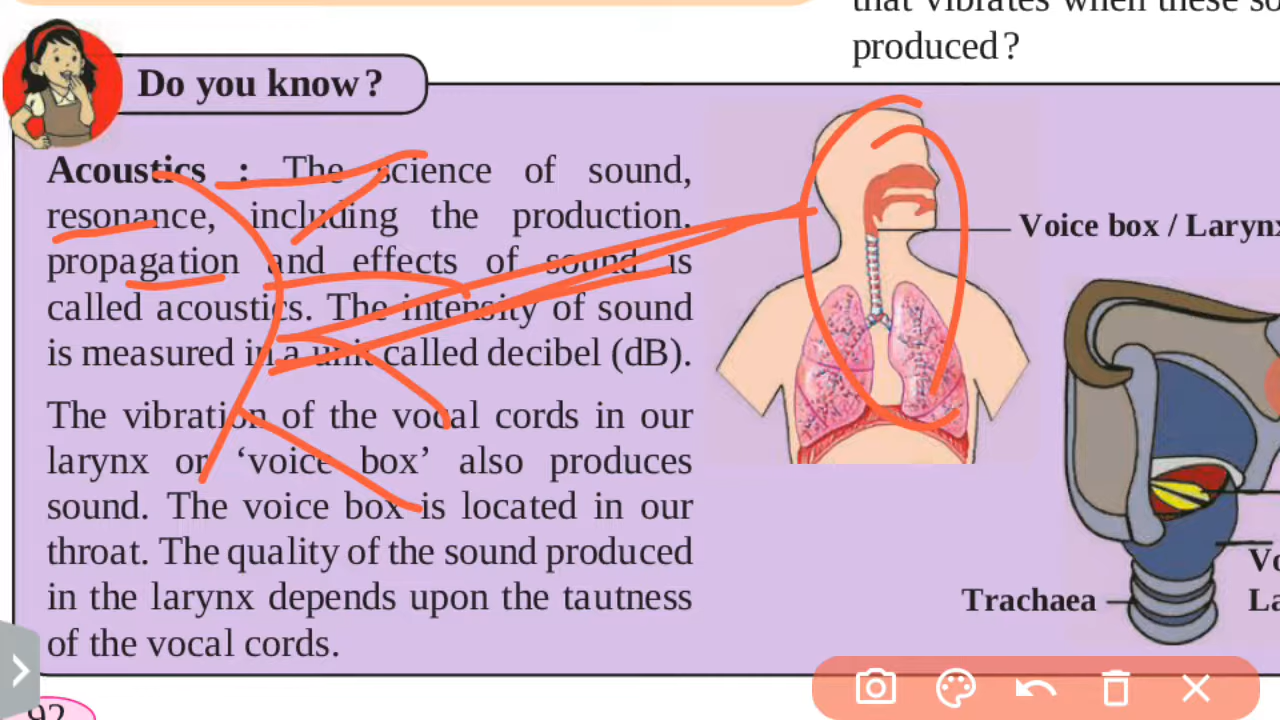 that vibrates when these
produced?
Do you know?
Acoustics : The science of sound,
resonance, including the production,
propagation and effects of sound is
called acoustics. The intensity of sound
is measured in a unit called decibel (dB).
The vibration of the vocal cords in our
larynx or ‘voice box’ also produces
sound. The voice box is located in our
throat. The quality of the sound produced
in the larynx depends upon the tautness
of the vocal cords.
Voice box / Larynx
Trachaea
92